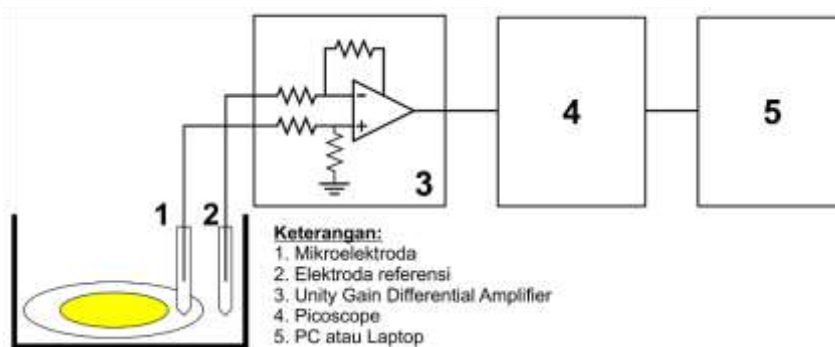 4
5
3
1
2
Keterangan:
1. Mikroelektroda
2. Elektroda referensi
3. Unity Gain Differential Amplifier
4. Picoscope
5. PC atau Laptop